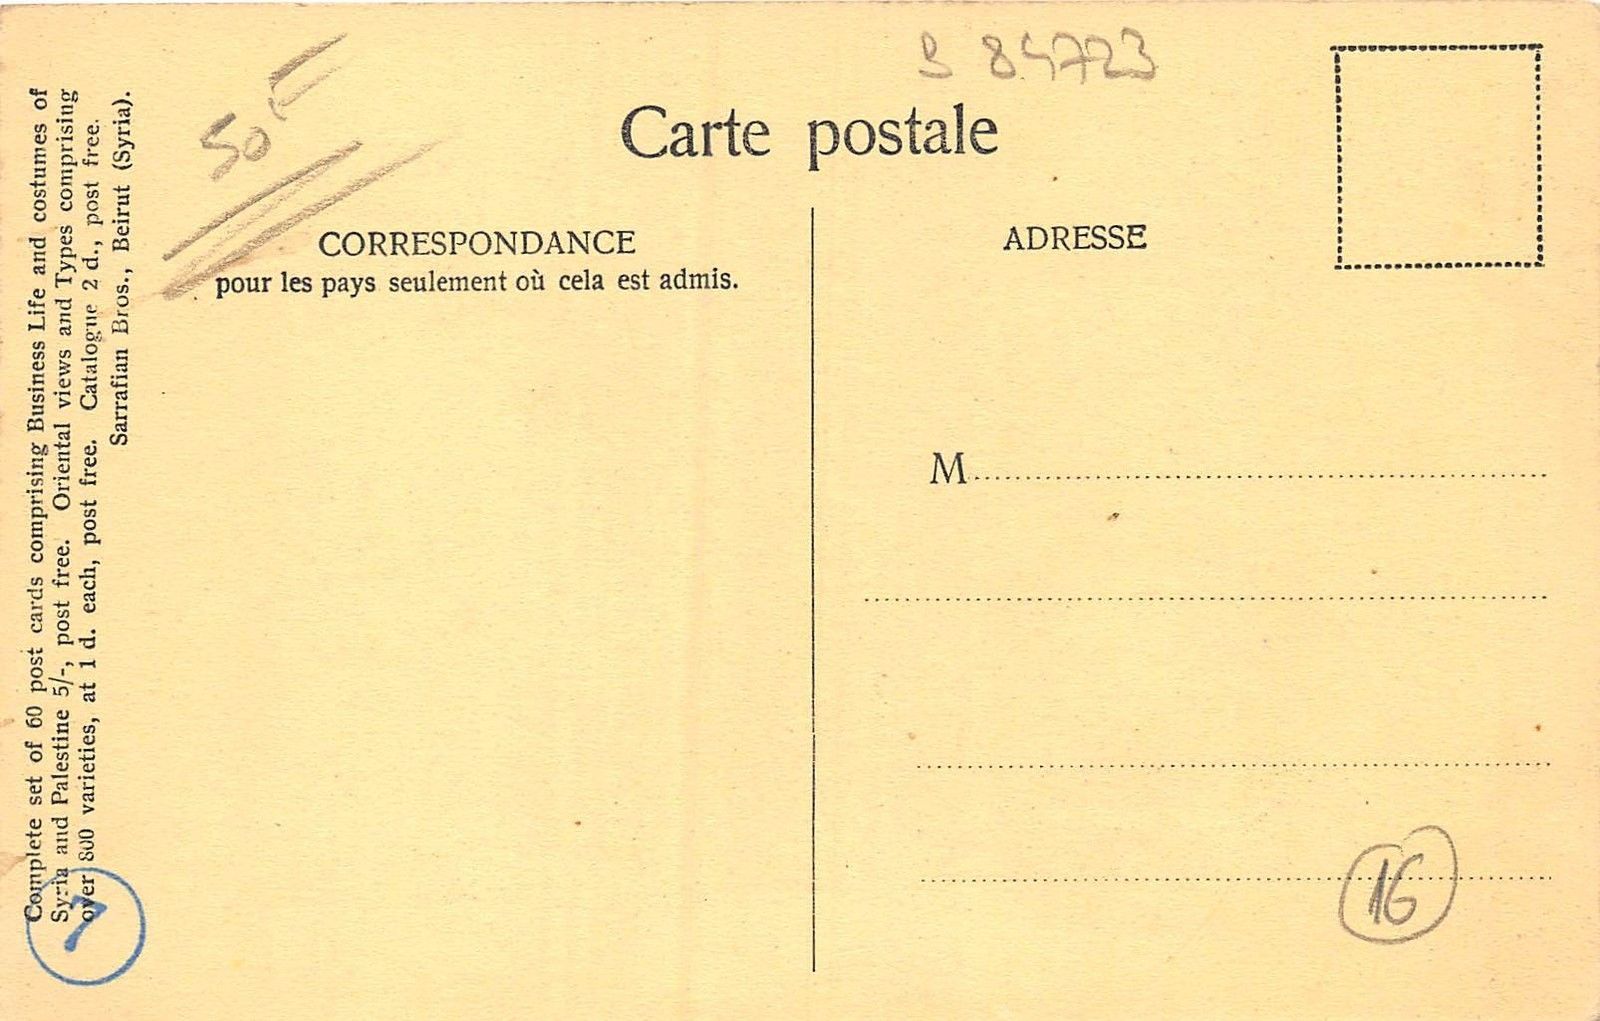 S 84723
50
Carte postale
CORRESPONDANCE
pour les pays seulement où cela est admis.
ADRESSE
M
16
7
Complete set of 60 post cards comprising Business Life and costumes of
Syria and Palestine 5/-, post free. Oriental views and Types comprising
over 800 varieties, at 1 d. each, post free. Catalogue 2 d., post free.
Sarrafian Bros., Beirut (Syria).